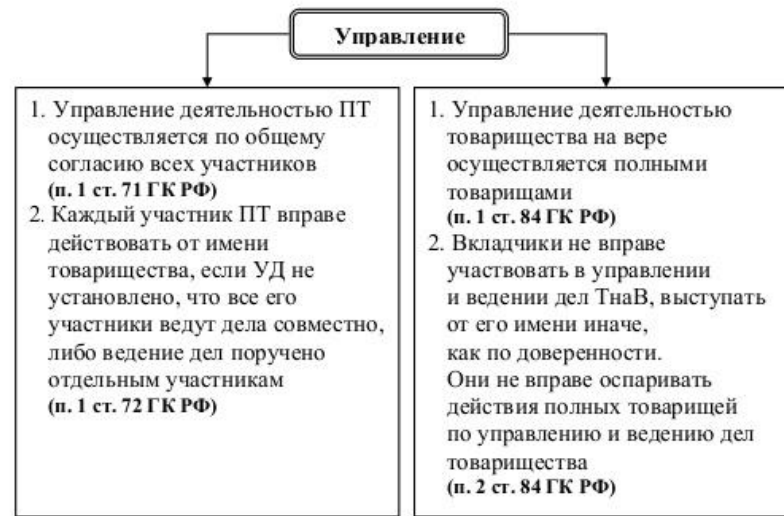 Управление
1. Управление деятельностью ПТ
осуществляется по общему
согласию всех участников
(п. 1 ст. 71 ГК РФ)
2. Каждый участник ПТ вправе
действовать от имени
товарищества, если УД не
установлено, что все его
участники ведут дела совместно,
либо ведение дел поручено
отдельным участникам
(п. 1 ст. 72 ГК РФ)
1. Управление деятельностью
товарищества на вере
осуществляется полными
товарищами
(п. 1 ст. 84 ГК РФ)
2. Вкладчики не вправе
участвовать в управлении
и ведении дел ТнаВ, выступать
от его имени иначе,
как по доверенности.
Они не вправе оспаривать
действия полных товарищей
по управлению и ведению дел
товарищества
(п. 2 ст. 84 ГК РФ)